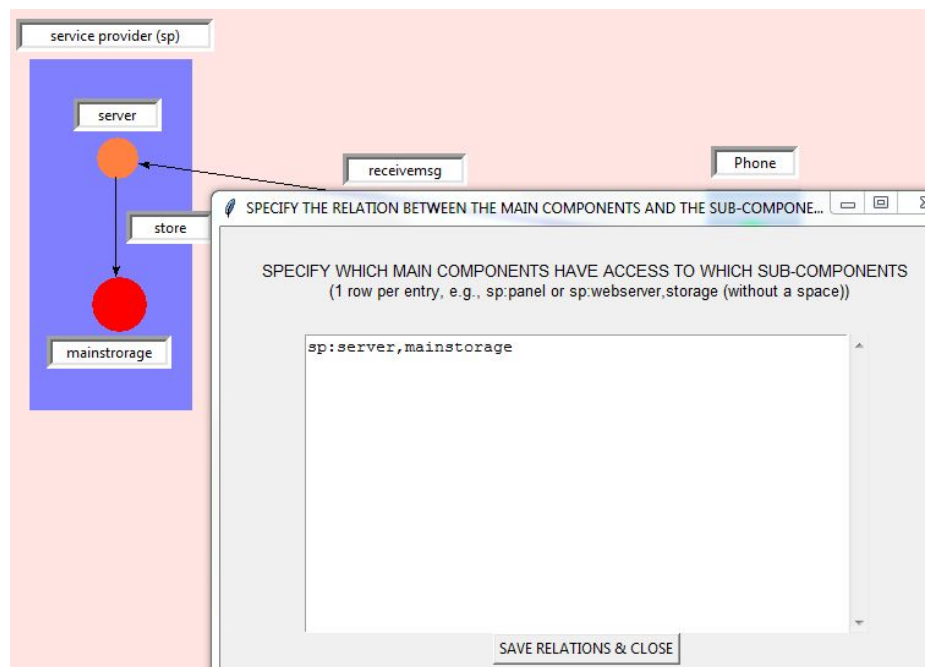 service provider (sp)
server
receivemsg
Phone
store
mainstrorage
SPECIFY THE RELATION BETWEEN THE MAIN COMPONENTS AND THE SUB-COMPONE...
SPECIFY WHICH MAIN COMPONENTS HAVE ACCESS TO WHICH SUB-COMPONENTS
(1 row per entry, e.g., sp:panel or sp:webserver,storage (without a space))
sp:server,mainstorage
SAVE RELATIONS & CLOSE